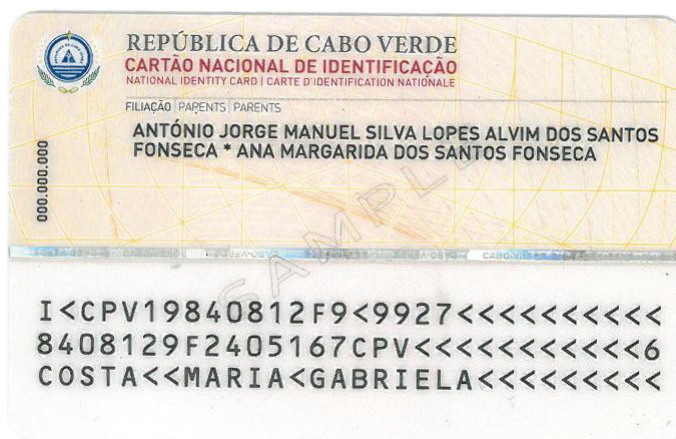 REPÚBLICA DE CABO VERDE
CARTÃO NACIONAL DE IDENTIFICAÇÃO
NATIONAL IDENTITY CARD | CARTE D'IDENTIFICATION NATIONALE
FILIAÇÃO |PARENTS| PARENTS
ANTÓNIO JORGE MANUEL SILVA LOPES ALVIM DOS SANTOS
FONSECA * ANA MARGARIDA DOS SANTOS FONSECA
000.000.000
SAMPLE
I<CPV19840812F9<9927<<<<<<<<<<
8408129F2405167CPV<<<<<<<<<<<6
COSTA<<MARIA<GABRIELA<<<<<<<<<